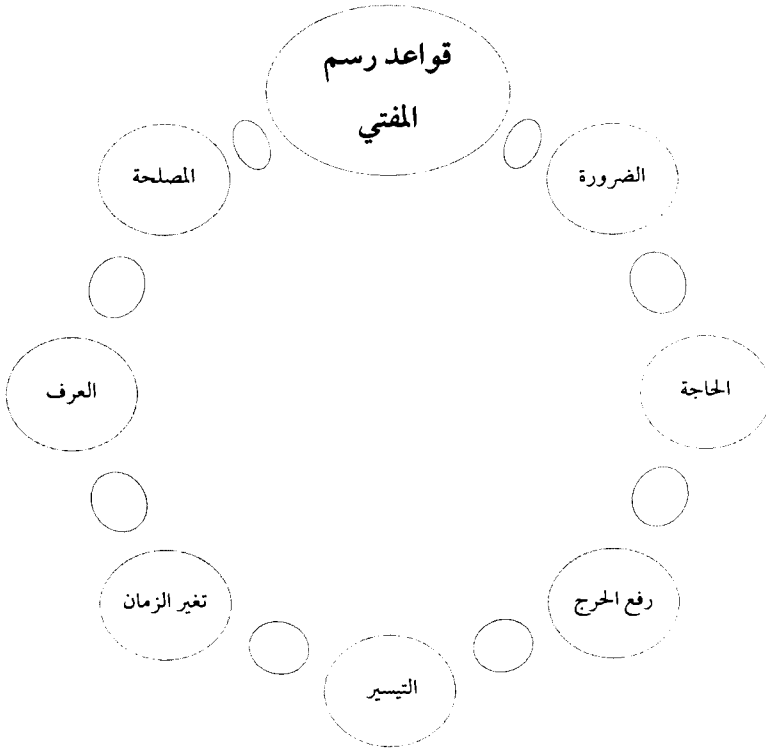 قواعد رسم
المفتي
الضرورة
الحاجة
رفع الحرج
التيسير
تغير الزمان
العرف
المصلحة